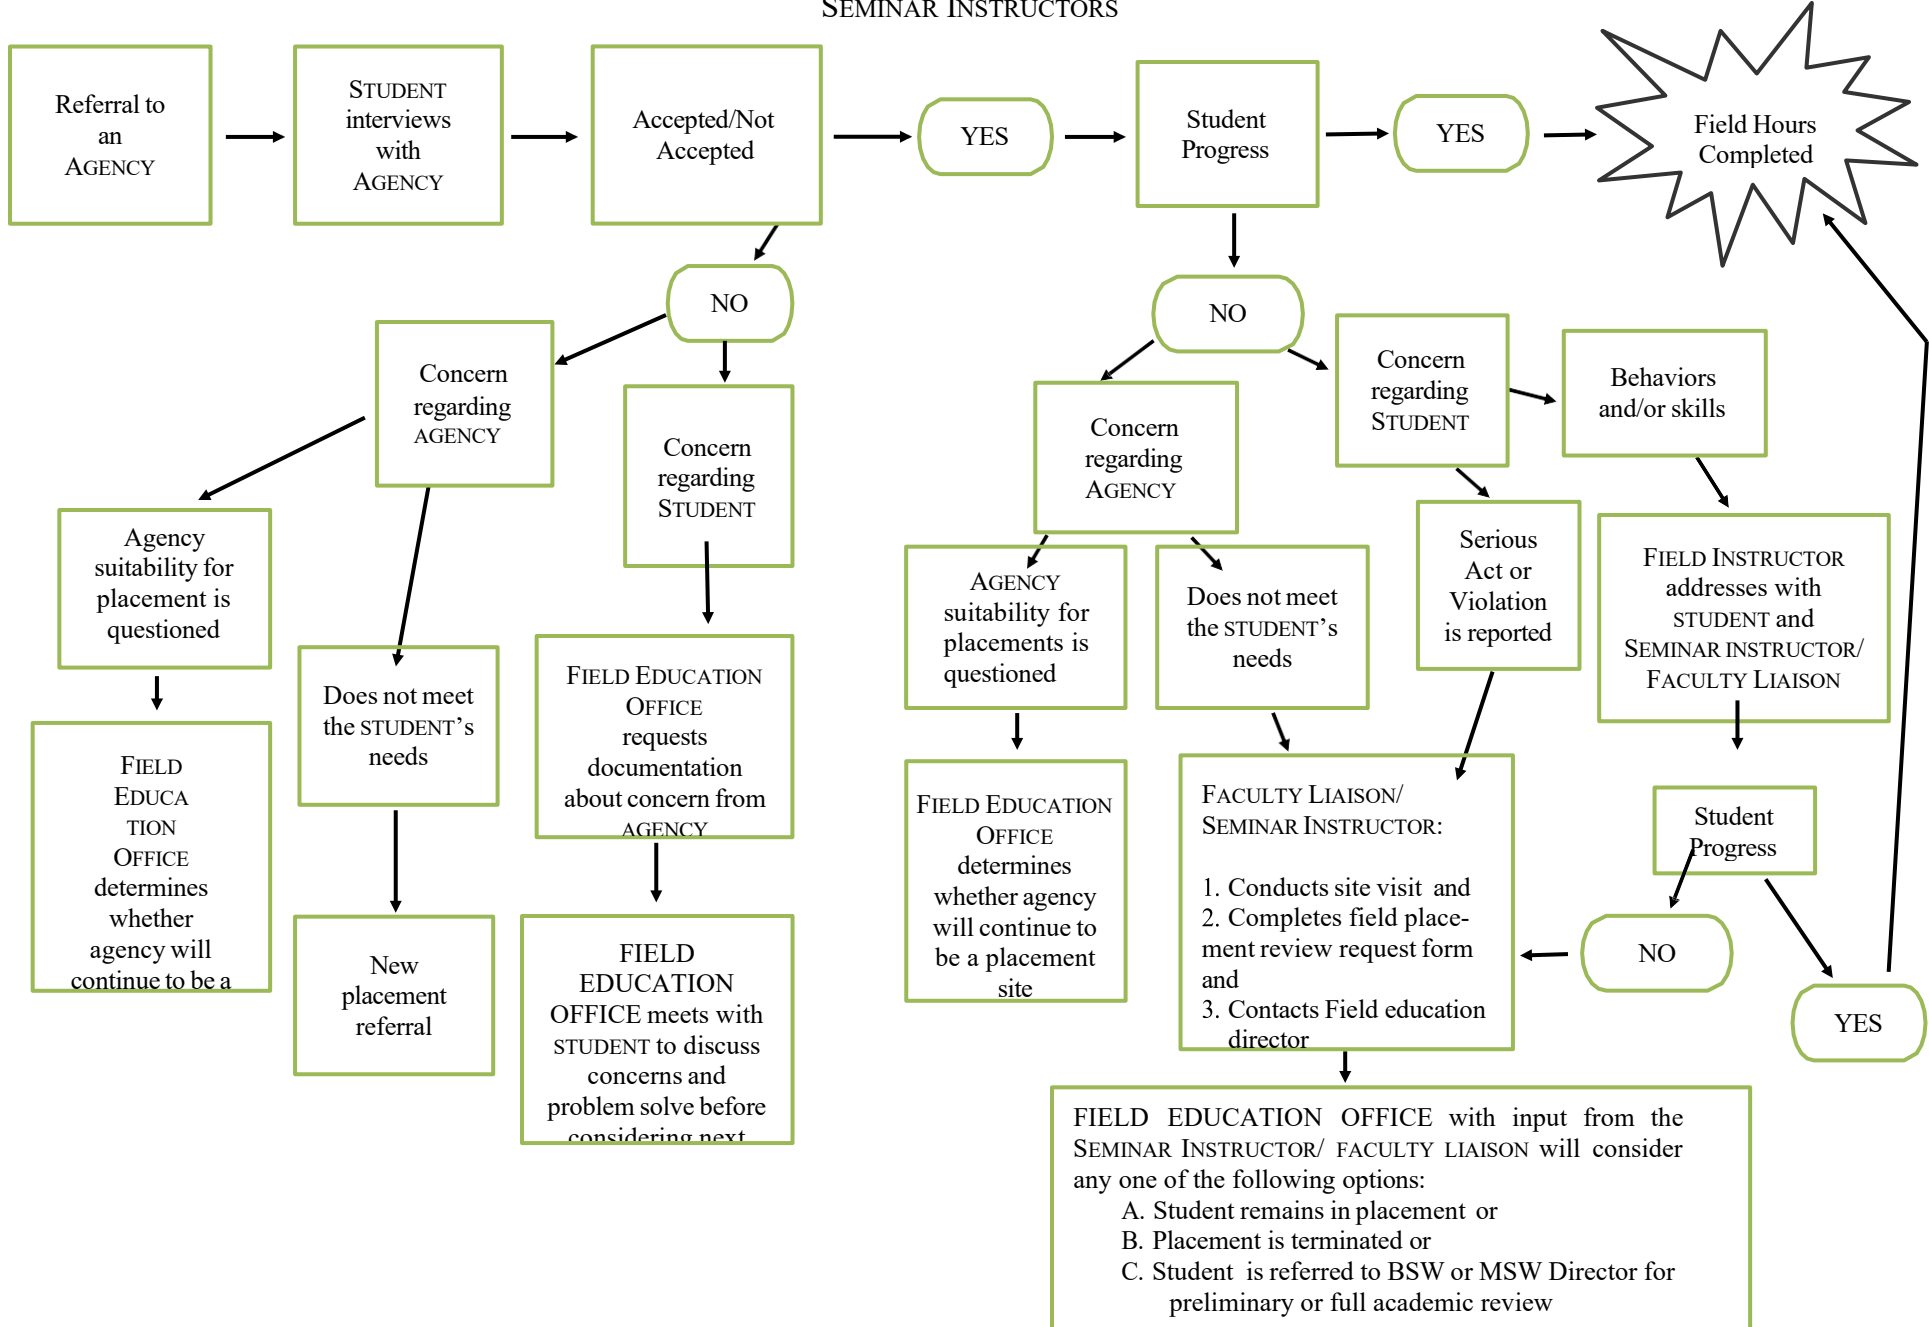 SEMINAR INSTRUCTORS
Referral to
an
AGENCY
STUDENT
interviews
with
AGENCY
Accepted/Not
Accepted
YES
Student
Progress
YES
Field Hours
Completed
NO
Concern
regarding
AGENCY
Concern
regarding
STUDENT
Agency
suitability for
placement is
questioned
Does not meet
the STUDENT'S
needs
FIELD EDUCATION
OFFICE
requests
documentation
about concern from
AGENCY
FIELD
EDUCA
TION
OFFICE
determines
whether
agency will
continue to be a
New
placement
referral
FIELD
EDUCATION
OFFICE meets with
STUDENT to discuss
concerns and
problem solve before
considering next
NO
Concern
regarding
AGENCY
Concern
regarding
STUDENT
Behaviors
and/or skills
AGENCY
suitability for
placements is
questioned
Does not meet
the STUDENT'S
needs
Serious
Act or
Violation
is reported
FIELD INSTRUCTOR
addresses with
STUDENT and
SEMINAR INSTRUCTOR/
FACULTY LIAISON
FIELD EDUCATION
OFFICE
determines
whether agency
will continue to
be a placement
site
FACULTY LIAISON/
SEMINAR INSTRUCTOR:
1. Conducts site visit and
2. Completes field place-
ment review request form
and
3. Contacts Field education
director
Student
Progress
NO
YES
FIELD EDUCATION OFFICE with input from the
SEMINAR INSTRUCTOR/ FACULTY LIAISON will consider
any one of the following options:
A. Student remains in placement or
B. Placement is terminated or
C. Student is referred to BSW or MSW Director for
preliminary or full academic review